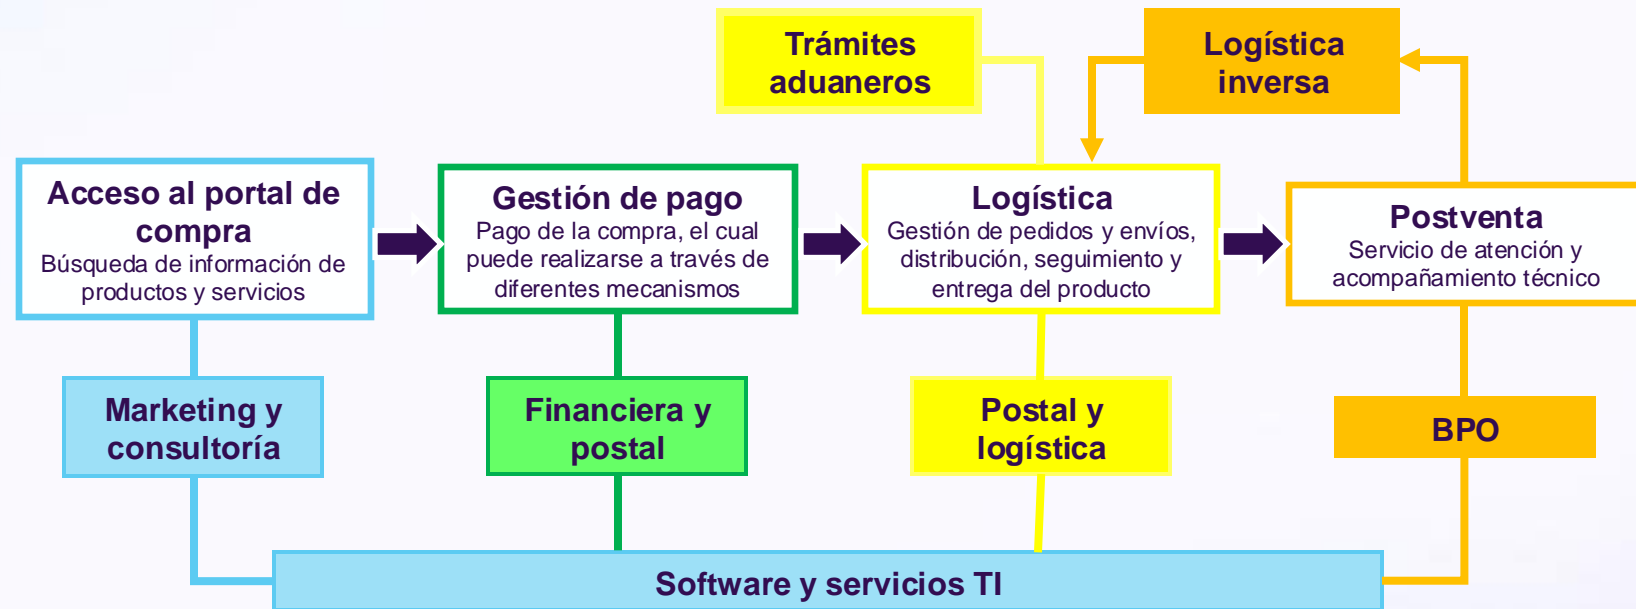 Trámites
aduaneros
Logística
inversa
Acceso al portal de
compra
Búsqueda de información de
productos y servicios
Gestión de pago
Pago de la compra, el cual
puede realizarse a través de
diferentes mecanismos
Logística
Gestión de pedidos y envíos,
distribución, seguimiento y
entrega del producto
Postventa
Servicio de atención y
acompañamiento técnico
Marketing y
consultoría
Financiera y
postal
Postal y
logística
BPO
Software y servicios TI